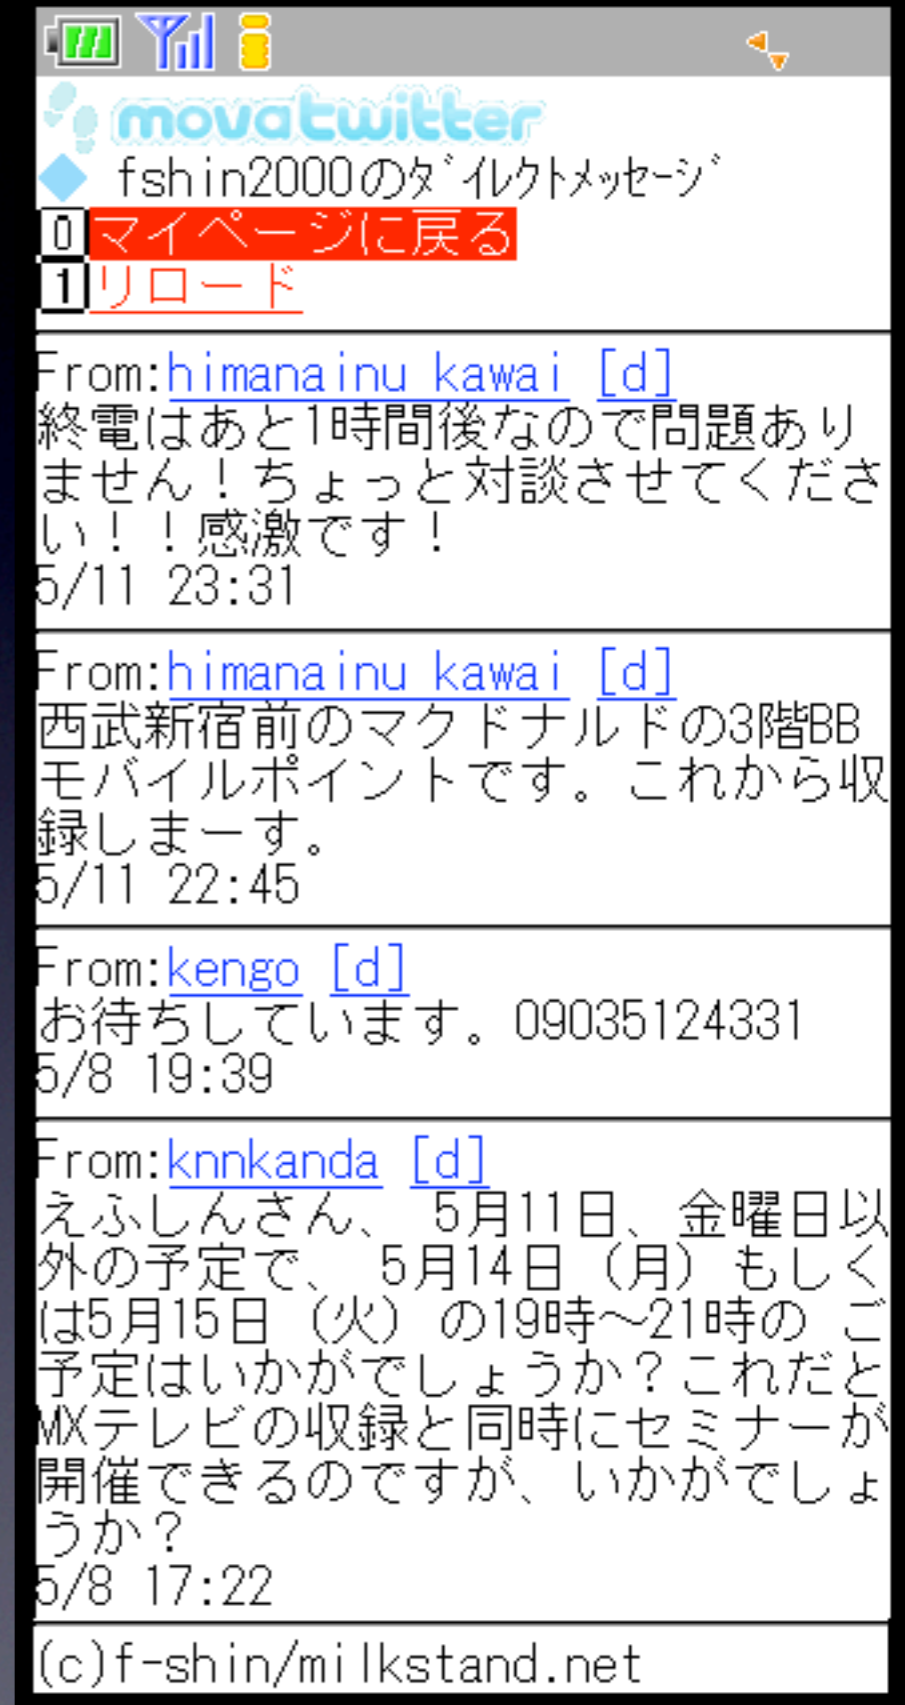 movatwitter
fshin2000のﾀﾞｲﾚｸﾄﾒｯｾｰｼﾞ
0マイページに戻る
1リロード
From:himanainu kawai [d]
終電はあと1時間後なので問題あり
ません！ちょっと対談させてくださ
い！！感激です！
5/11 23:31
From:himanainu kawai [d]
西武新宿前のマクドナルドの3階BB
モバイルポイントです。これから収
録しまーす。
5/11 22:45
From:kengo [d]
お待ちしています。09035124331
5/8 19:39
From:knnkanda [d]
えふしんさん、 5月11日、金曜日以
外の予定で、 5月14日（月）もしく
は5月15日（火）の19時～21時の ご
予定はいかがでしょうか？これだと
MXテレビの収録と同時にセミナーが
開催できるのですが、いかがでしょ
うか？
5/8 17:22
(c)f-shin/milkstand.net